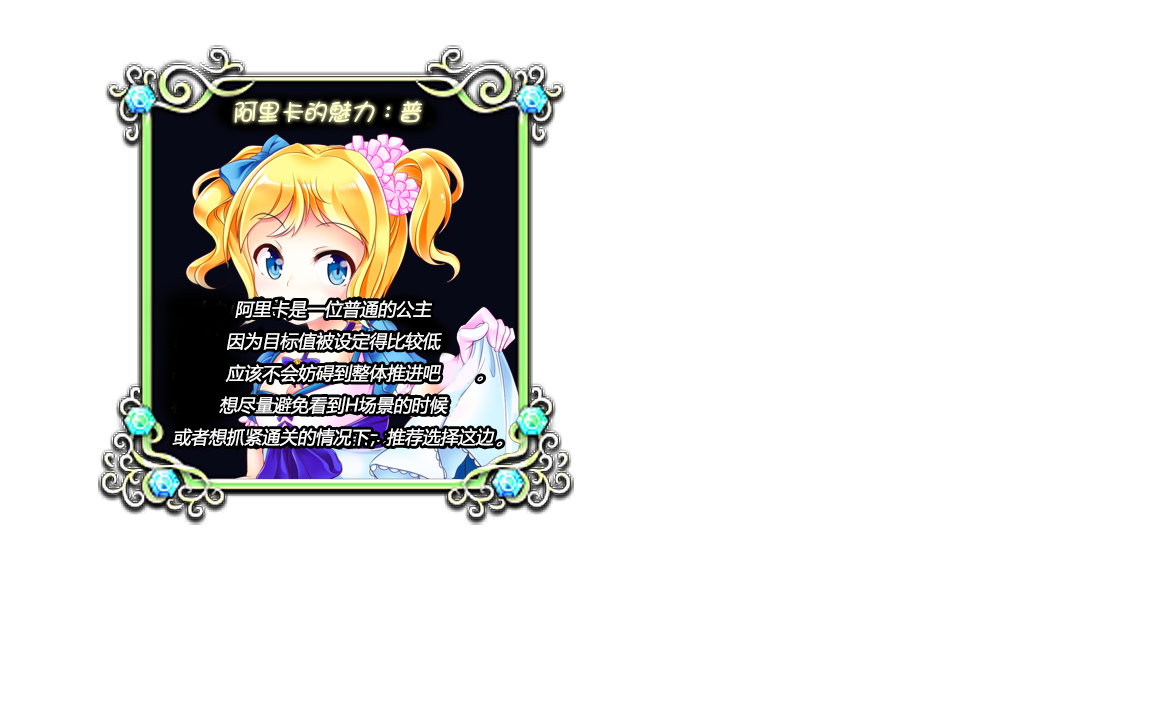 阿里卡的魅力：普
阿里卡是一位普通的公主
因为目标值被设定得比较低
应该不会妨碍到整体推进吧 。
想尽量避免看到H场景的时候
或者想抓紧通关的情况下，推荐选择这边。